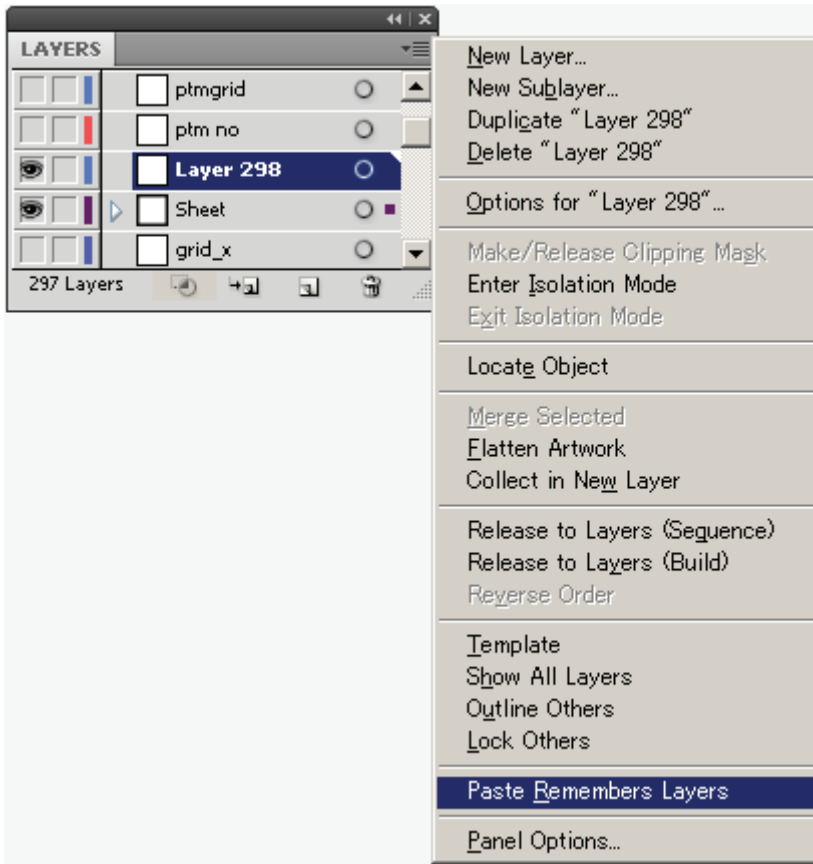 LAYERS
ptmgrid
ptm no
Layer 298
Sheet
grid_x
297 Layers
New Layer...
New Sublayer...
Duplicate "Layer 298"
Delete "Layer 298"
Options for "Layer 298"...
Make/Release Clipping Mask
Enter Isolation Mode
Exit Isolation Mode
Locate Object
Merge Selected
Flatten Artwork
Collect in New Layer
Release to Layers (Sequence)
Release to Layers (Build)
Reverse Order
Template
Show All Layers
Outline Others
Lock Others
Paste Remembers Layers
Panel Options...